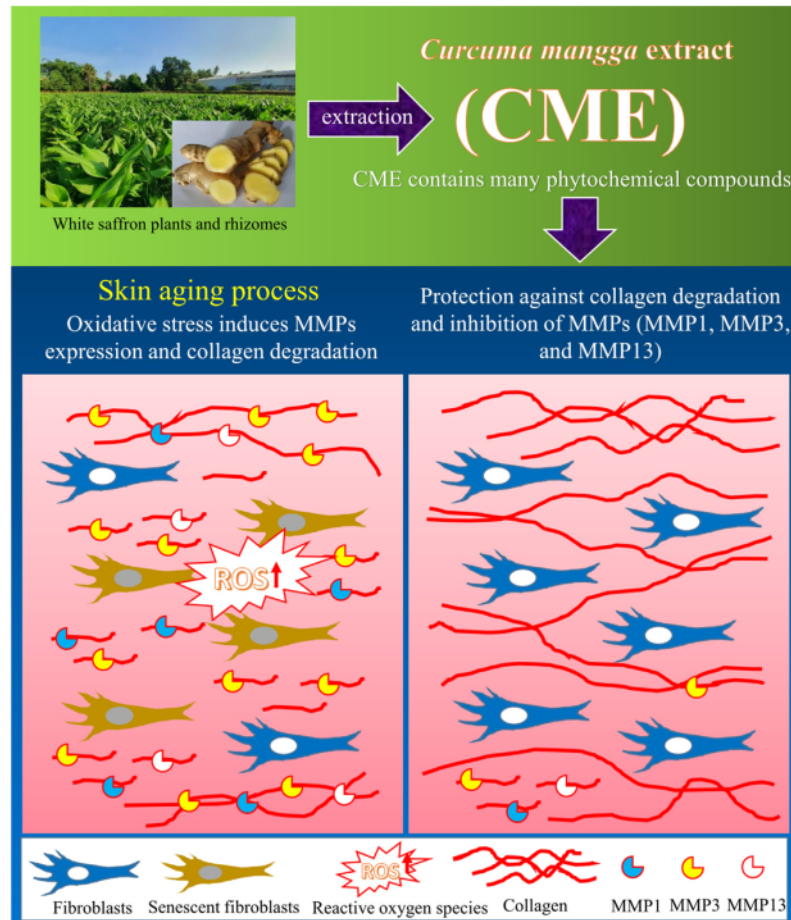 Curcuma mangga extract
extraction
(CME)
CME contains many phytochemical compounds
White saffron plants and rhizomes
Skin aging process
Oxidative stress induces MMPs
expression and collagen degradation
Protection against collagen degradation
and inhibition of MMPs (MMP1, MMP3,
and MMP13)
ROS
ROS
Fibroblasts
Senescent fibroblasts
Reactive oxygen species
Collagen
MMP1
MMP3
MMP13